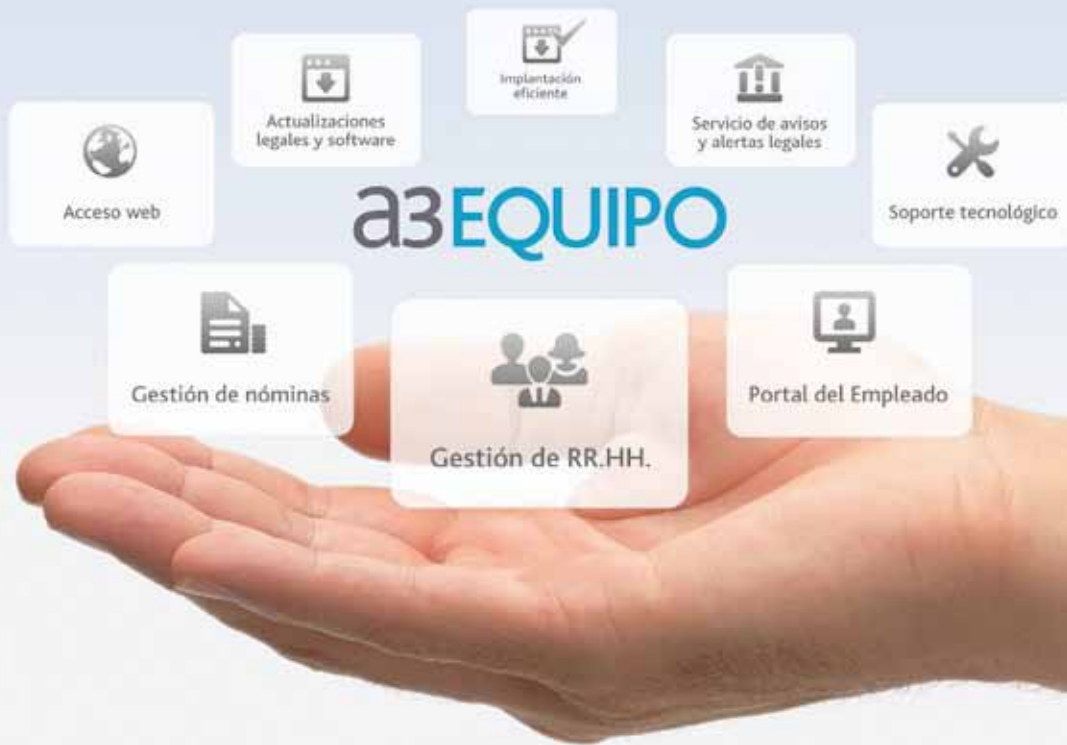 Implantación
eficiente
Actualizaciones
legales y software
Servicio de avisos
y alertas legales
Acceso web
Soporte tecnológico
a3EQUIPO
Gestión de nóminas
Portal del Empleado
Gestión de RR.HH.